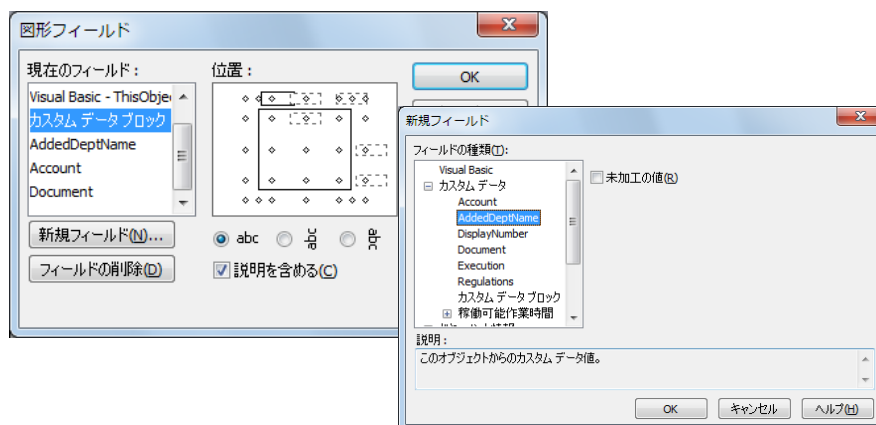 図形フィールド
現在のフィールド：
Visual Basic - ThisObje
カスタム データ ブロック
AddedDeptName
Account
Document
新規フィールド(N)...
フィールドの削除(D)
位置：
abc
abc
abc
説明を含める(C)
OK
新規フィールド
フィールドの種類(T):
Visual Basic
カスタム データ
Account
AddedDeptName
DisplayNumber
Document
Execution
Regulations
カスタム データ ブロック
稼働可能作業時間
未加工の値(R)
説明：
このオブジェクトからのカスタム データ値。
OK
キャンセル
ヘルプ(H)